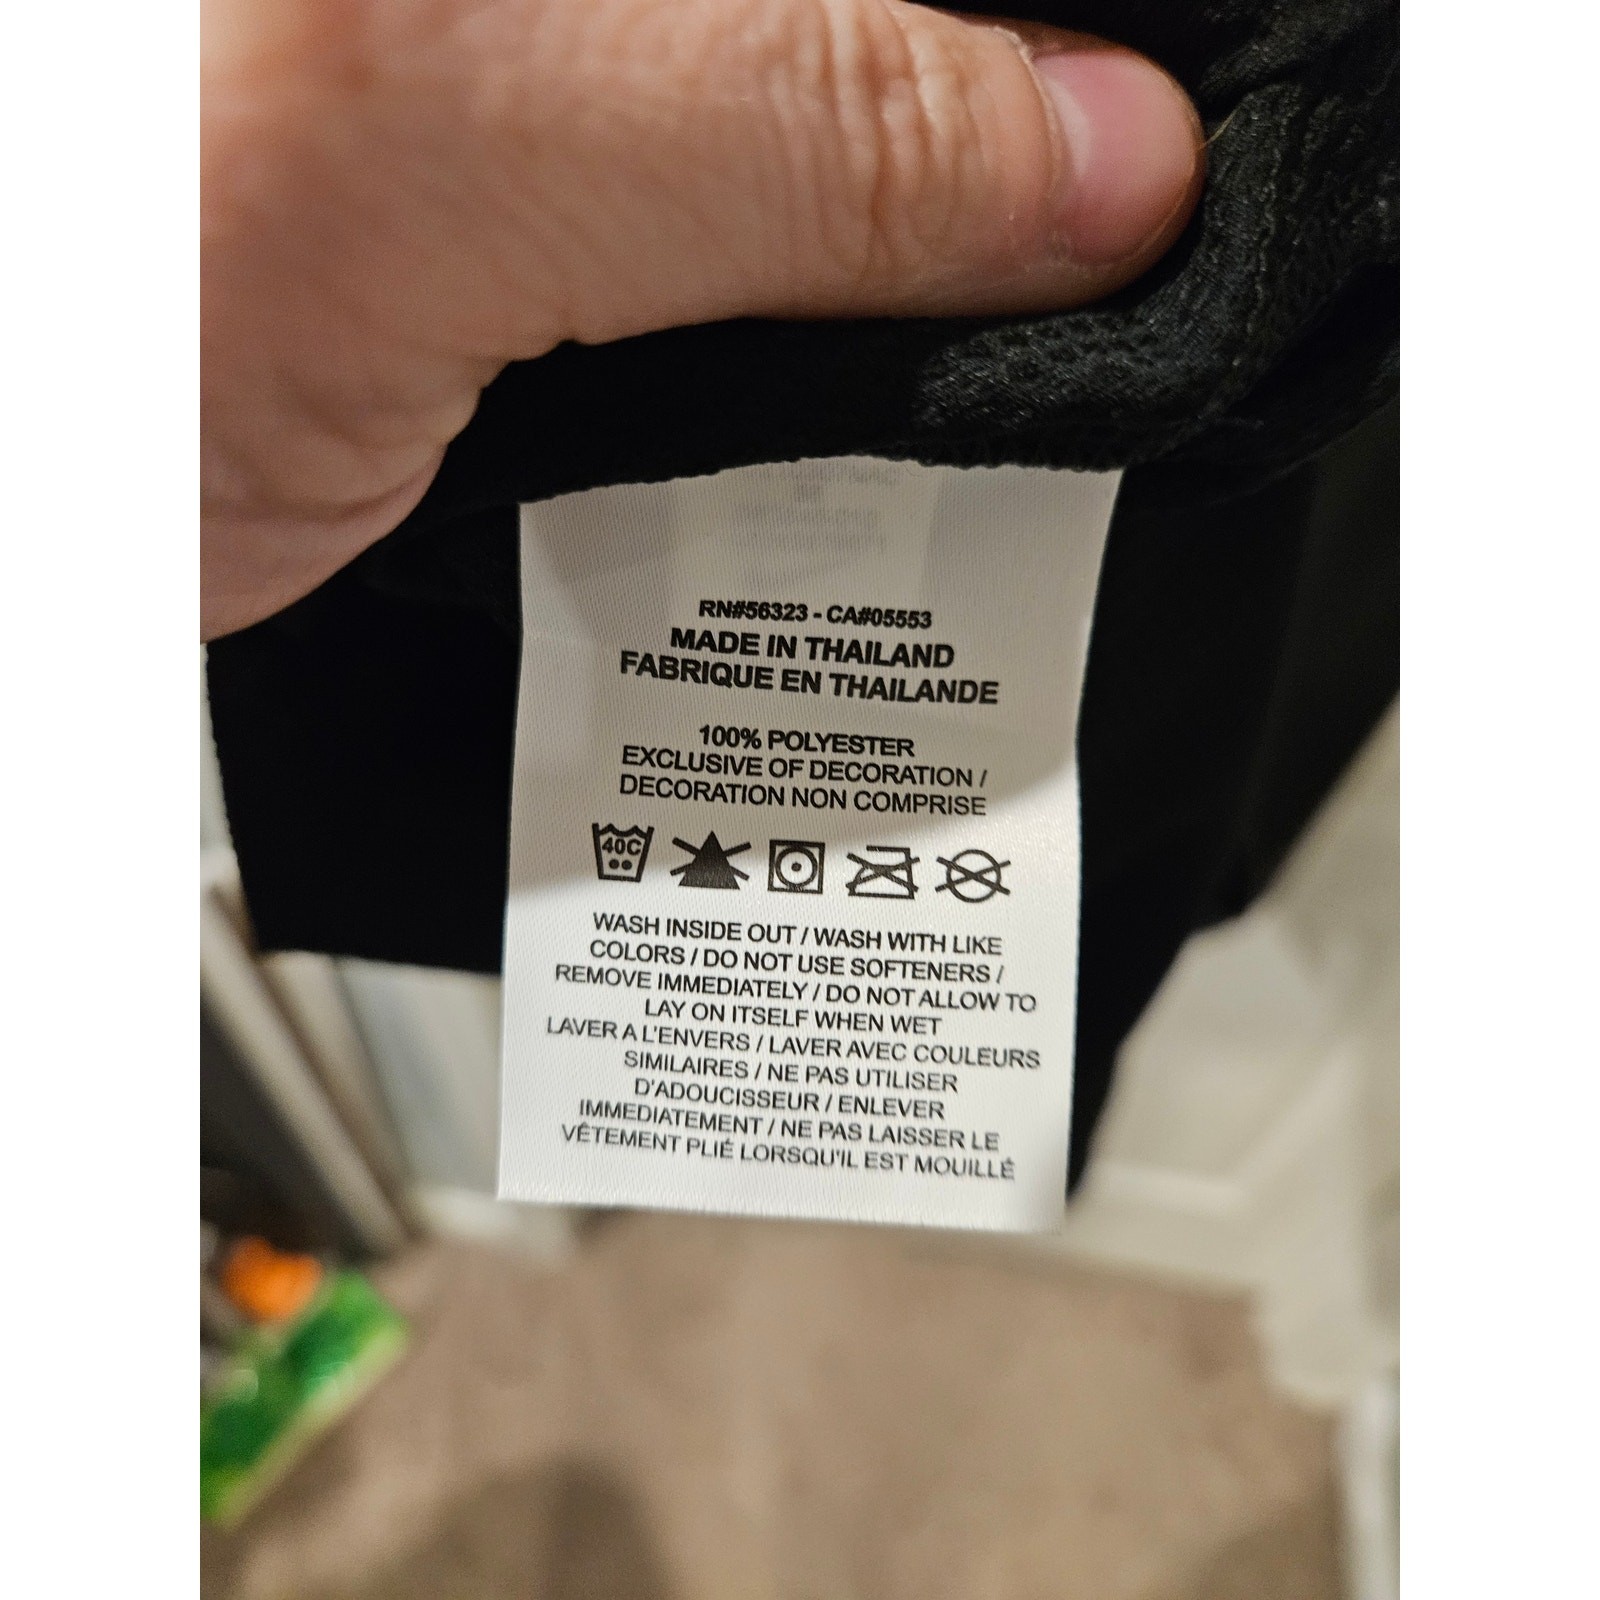 RN#56323 - CA#05553
MADE IN THAILAND
FABRIQUE EN THAILANDE
100% POLYESTER
EXCLUSIVE OF DECORATION /
DECORATION NON COMPRISE
40C
WASH INSIDE OUT / WASH WITH LIKE
COLORS / DO NOT USE SOFTENERS /
REMOVE IMMEDIATELY / DO NOT ALLOW TO
LAY ON ITSELF WHEN WET
LAVER A L'ENVERS / LAVER AVEC COULEURS
SIMILAIRES / NE PAS UTILISER
D'ADOUCISSEUR / ENLEVER
IMMEDIATEMENT / NE PAS LAISSER LE
VÊTEMENT PLIÉ LORSQU'IL EST MOUILLÉ